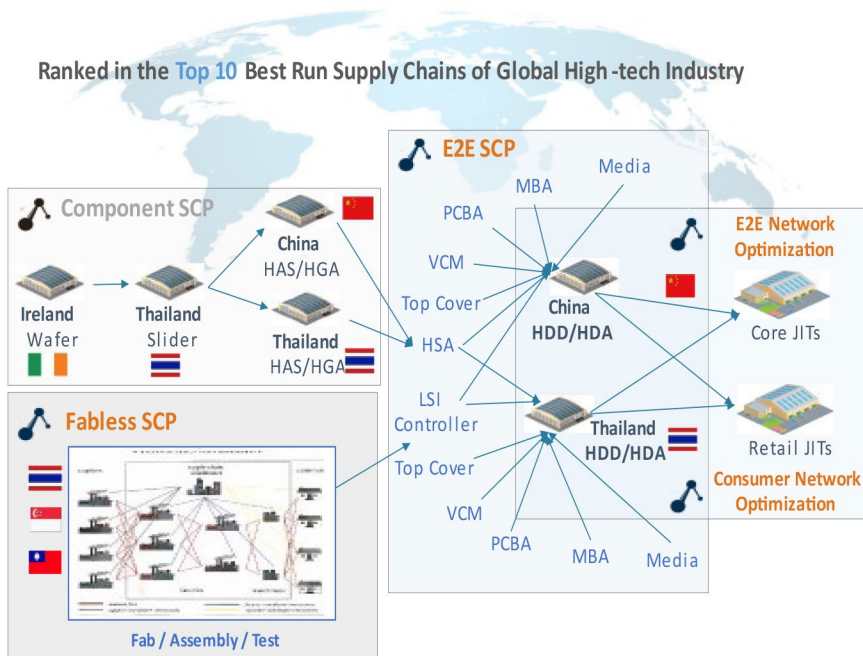 Ranked in the Top 10 Best Run Supply Chains of Global High -tech Industry
Component SCP
Ireland
Wafer
Thailand
Slider
China
HAS/HGA
Thailand
HAS/HGA
Fabless SCP
Fab / Assembly / Test
E2E SCP
Media
MBA
PCBA
VCM
Top Cover
HSA
LSI
Controller
Top Cover
VCM
PCBA
MBA
Media
China
HDD/HDA
Thailand
HDD/HDA
E2E Network
Optimization
Core JITs
Retail JITs
Consumer Network
Optimization